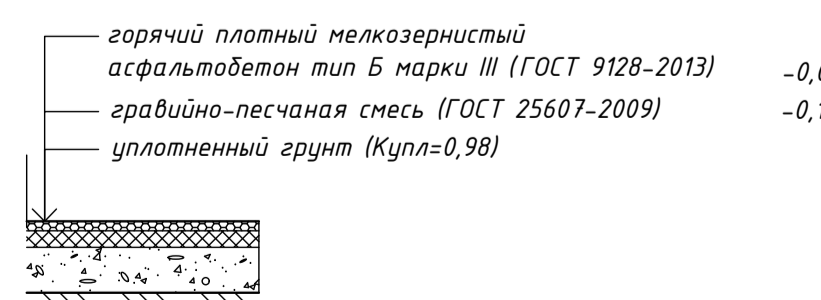 горячий плотный мелкозернистый
асфальтобетон тип Б марки III (ГОСТ 9128-2013)
гравийно-песчаная смесь (ГОСТ 25607-2009)
уплотненный грунт (Купл=0,98)